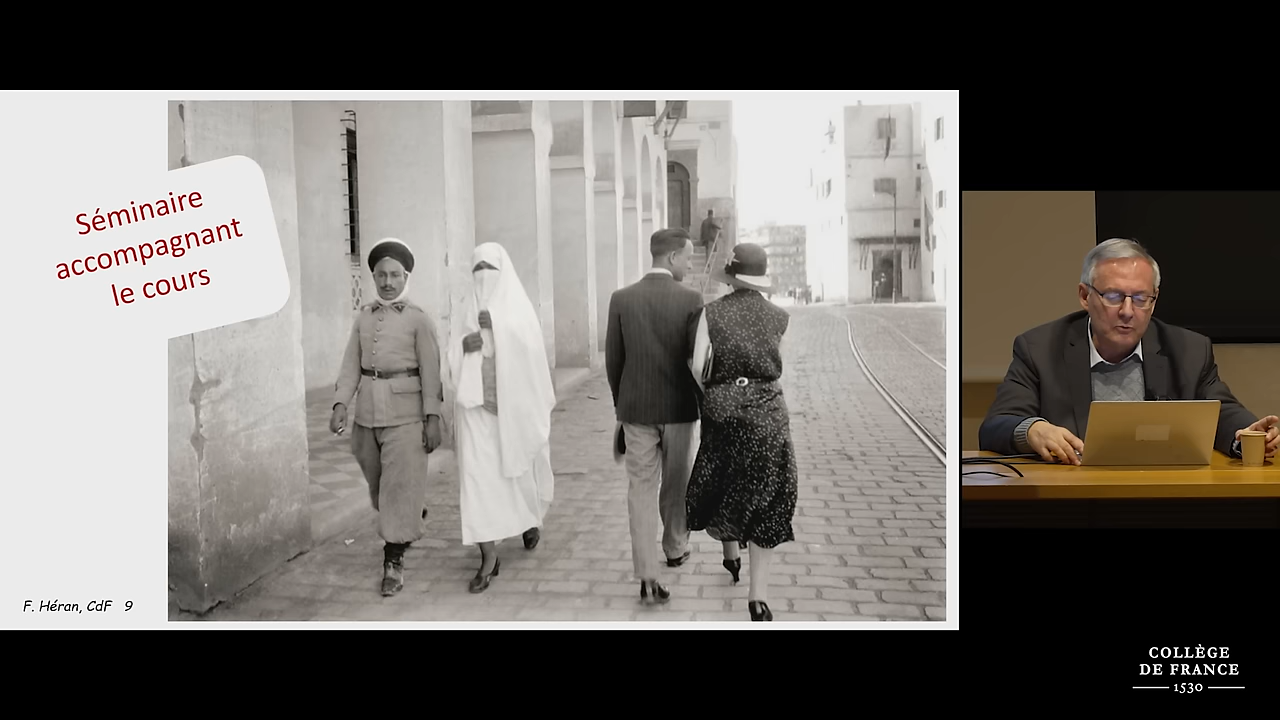 Séminaire
accompagnant
le cours
F. Héran, CdF 9
COLLÈGE
DE FRANCE
1530